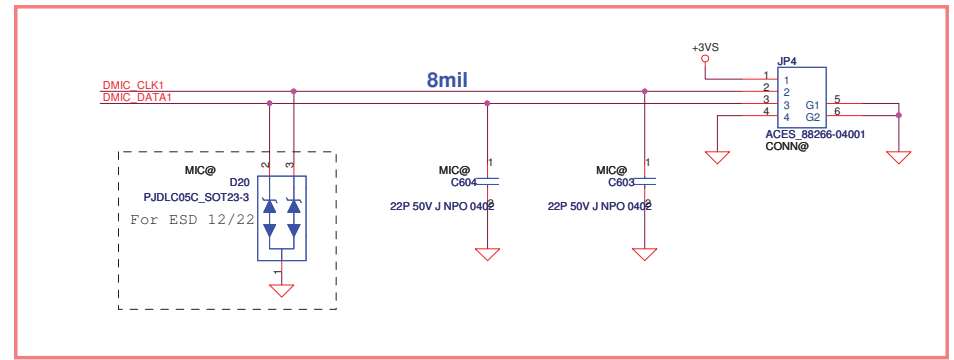 +3VS
JP4
DMIC_CLK1
DMIC_DATA1
8mil
1 1
2 2
3 3 G1 5
4 4 G2 6
ACES_88266-04001
CONN@
MIC@
2 3
D20
PJDLC05C_SOT23-3
For ESD 12/22
1
MIC@
1
C604
22P 50V J NPO 0402
2
MIC@
1
C603
22P 50V J NPO 0402
2